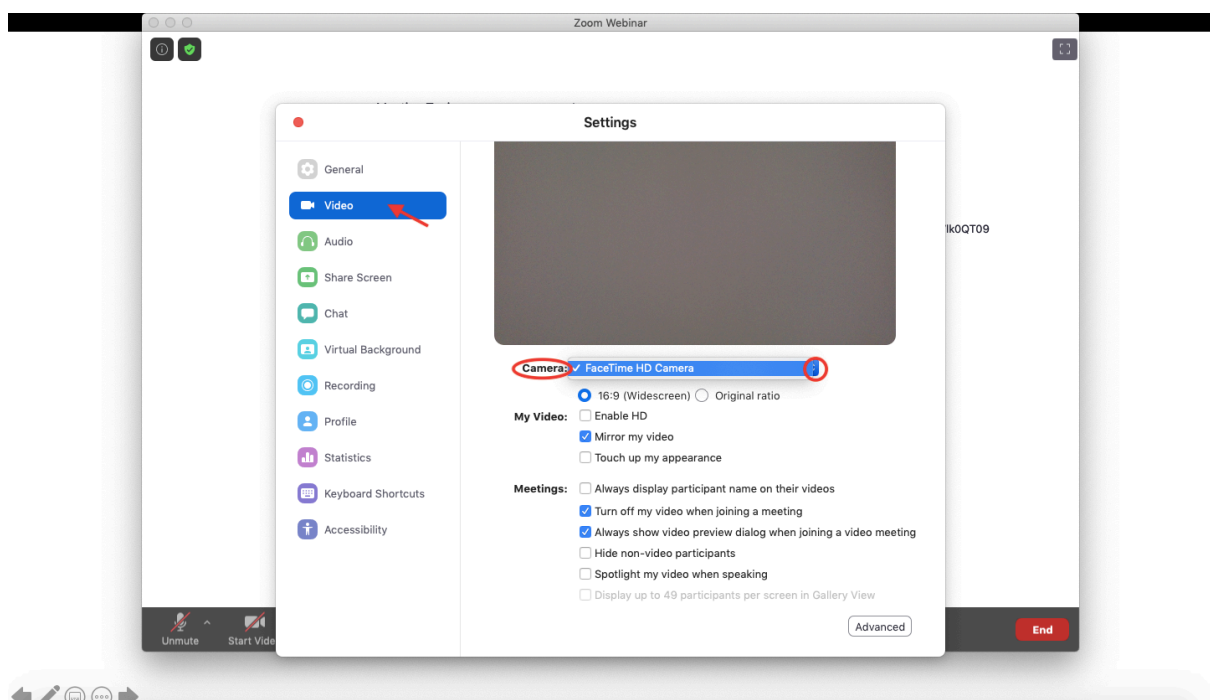 Zoom Webinar
Settings
General
Video
Audio
Share Screen
Chat
Virtual Background
Recording
Profile
Statistics
Keyboard Shortcuts
Accessibility
lk0QT09
Camera: ✓ FaceTime HD Camera
16:9 (Widescreen) Original ratio
My Video: Enable HD
Mirror my video
Touch up my appearance
Meetings: Always display participant name on their videos
Turn off my video when joining a meeting
Always show video preview dialog when joining a video meeting
Hide non-video participants
Spotlight my video when speaking
Display up to 49 participants per screen in Gallery View
Advanced
Unmute Start Vide
End